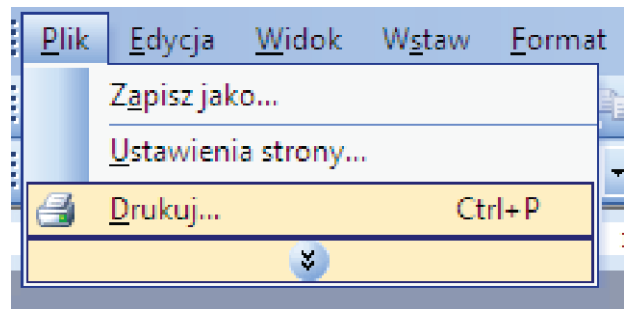 Plik Edycja Widok Wstaw Format
Zapisz jako...
Ustawienia strony...
Drukuj... Ctrl+P